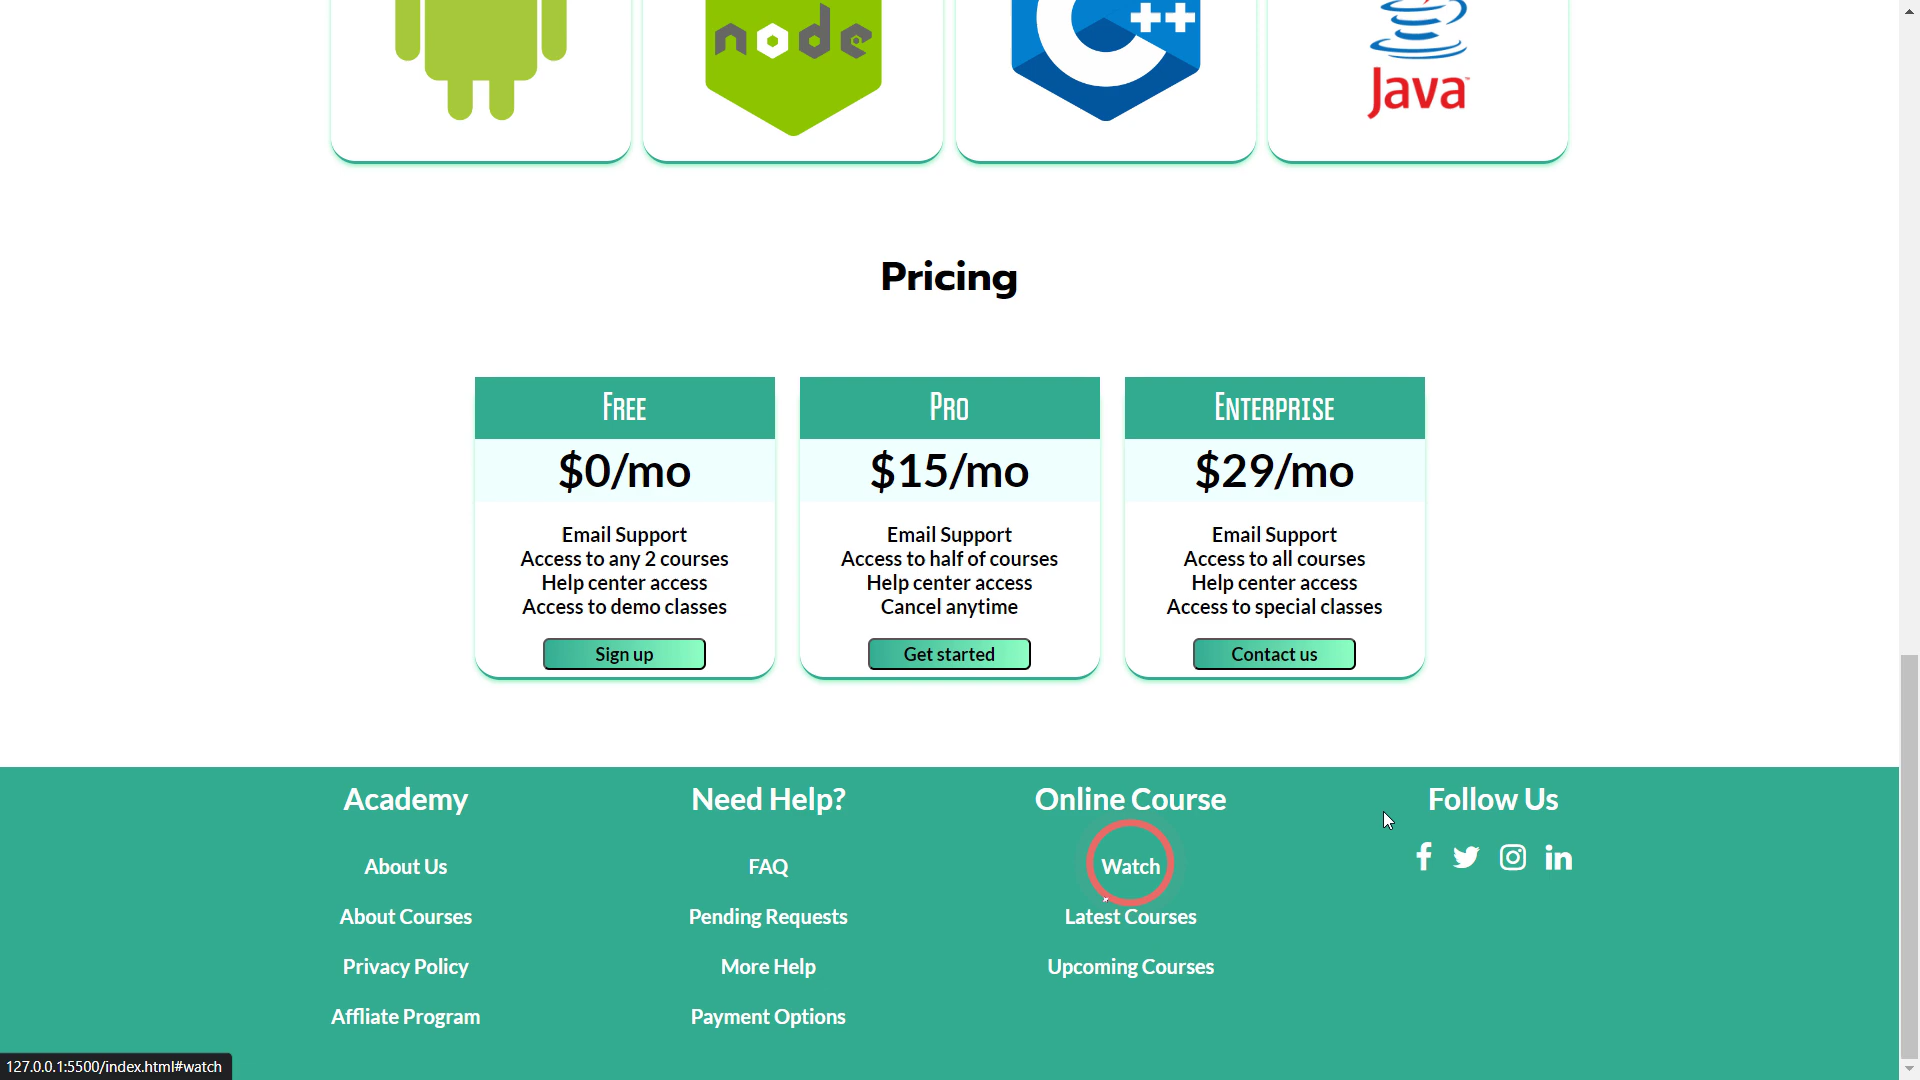 node
++
Java
Pricing
Free
Pro
Enterprise
$0/mo
$15/mo
$29/mo
Email Support
Access to any 2 courses
Help center access
Access to demo classes
Sign up
Email Support
Access to half of courses
Help center access
Cancel anytime
Get started
Email Support
Access to all courses
Help center access
Access to special classes
Contact us
Academy
About Us
About Courses
Privacy Policy
Affliate Program
Need Help?
FAQ
Pending Requests
More Help
Payment Options
Online Course
Watch
Latest Courses
Upcoming Courses
Follow Us
f
in
127.0.0.1:5500/index.html#watch